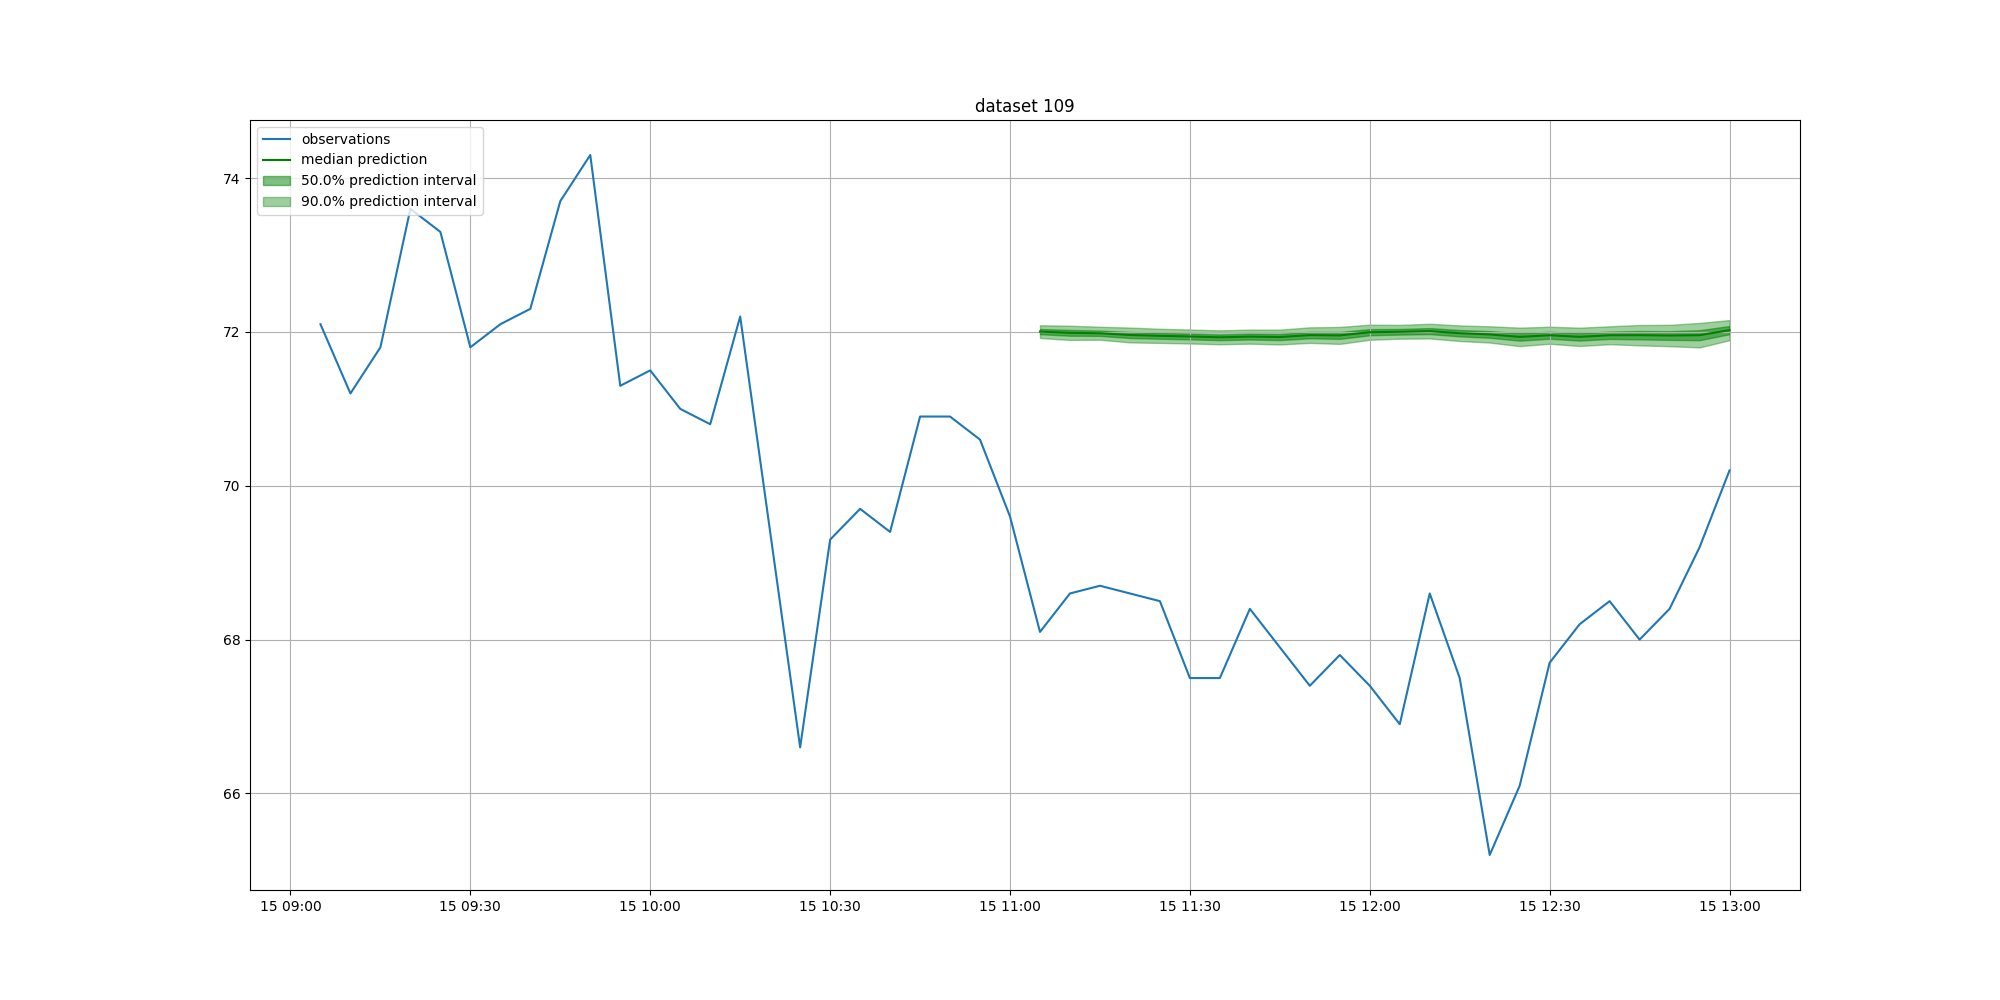 dataset 109
observations
median prediction
50.0% prediction interval
90.0% prediction interval
74
72
70
68
66
15 09:00
15 09:30
15 10:00
15 10:30
15 11:00
15 11:30
15 12:00
15 12:30
15 13:00